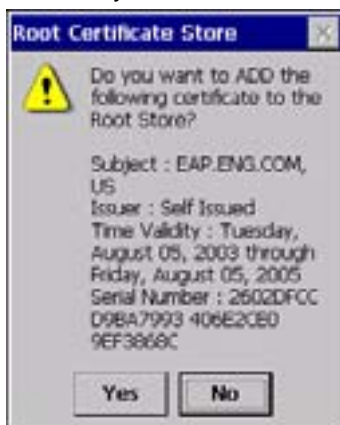 Root Certificate Store
Do you want to ADD the
following certificate to the
Root Store?
Subject : EAP.ENG.COM,
US
Issuer : Self Issued
Time Validity : Tuesday,
August 05, 2003 through
Friday, August 05, 2005
Serial Number : 2602DFCC
D9BA7993 406E2CE0
9EF3868C
Yes
No